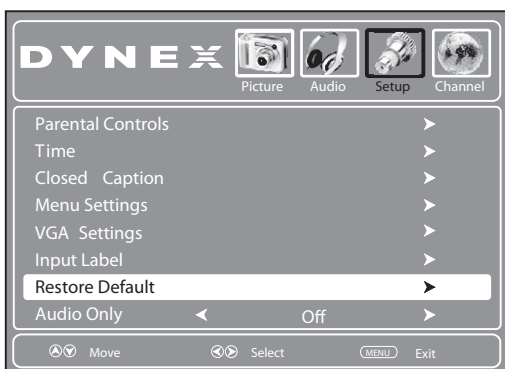 DYNEX
Picture Audio Setup Channel
Parental Controls
Time
Closed Caption
Menu Settings
VGA Settings
Input Label
Restore Default
Audio Only Off
Move Select MENU Exit